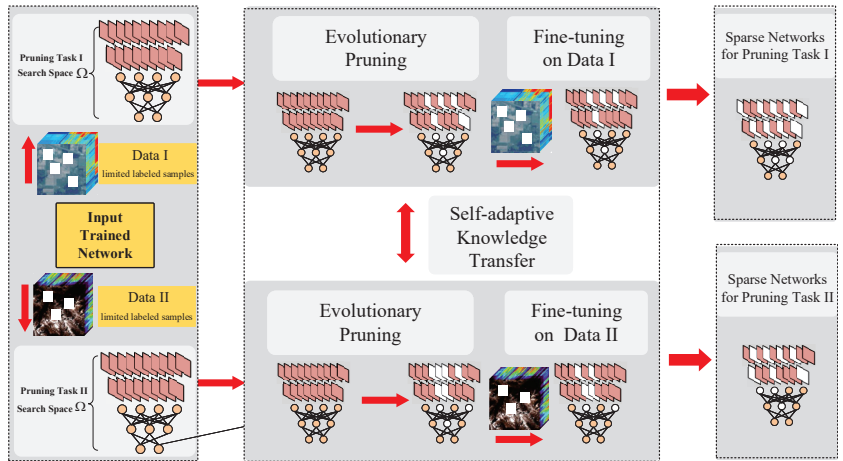 Pruning Task I
Search Space Ω
Data I
limited labeled samples
Input
Trained
Network
Data II
limited labeled samples
Pruning Task II
Search Space Ω
Evolutionary
Pruning
Fine-tuning
on Data I
Self-adaptive
Knowledge
Transfer
Evolutionary
Pruning
Fine-tuning
on Data II
Sparse Networks
for Pruning Task I
Sparse Networks
for Pruning Task II